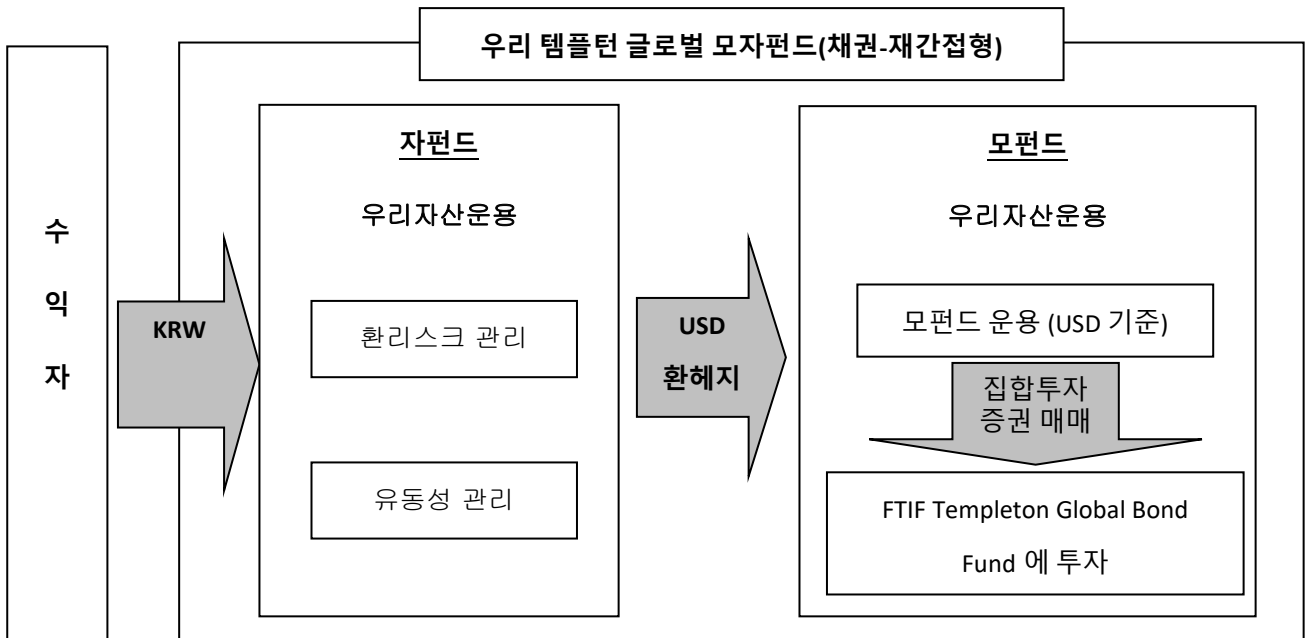 우리 템플턴 글로벌 모자펀드(채권-재간접형)
수
익
자
KRW
자펀드
우리자산운용
환리스크 관리
유동성 관리
USD
환헤지
모펀드
우리자산운용
모펀드 운용 (USD 기준)
집합투자
증권 매매
FTIF Templeton Global Bond
Fund 에 투자